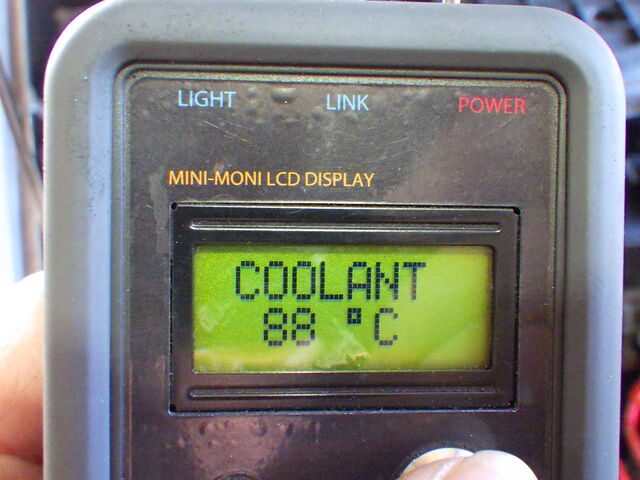 LIGHT LINK POWER
MINI-MONI LCD DISPLAY
COOLANT
88 °C